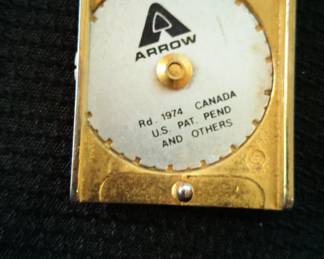 ARROW
Rd. 1974 CANADA
U.S. PAT. PEND
AND OTHERS